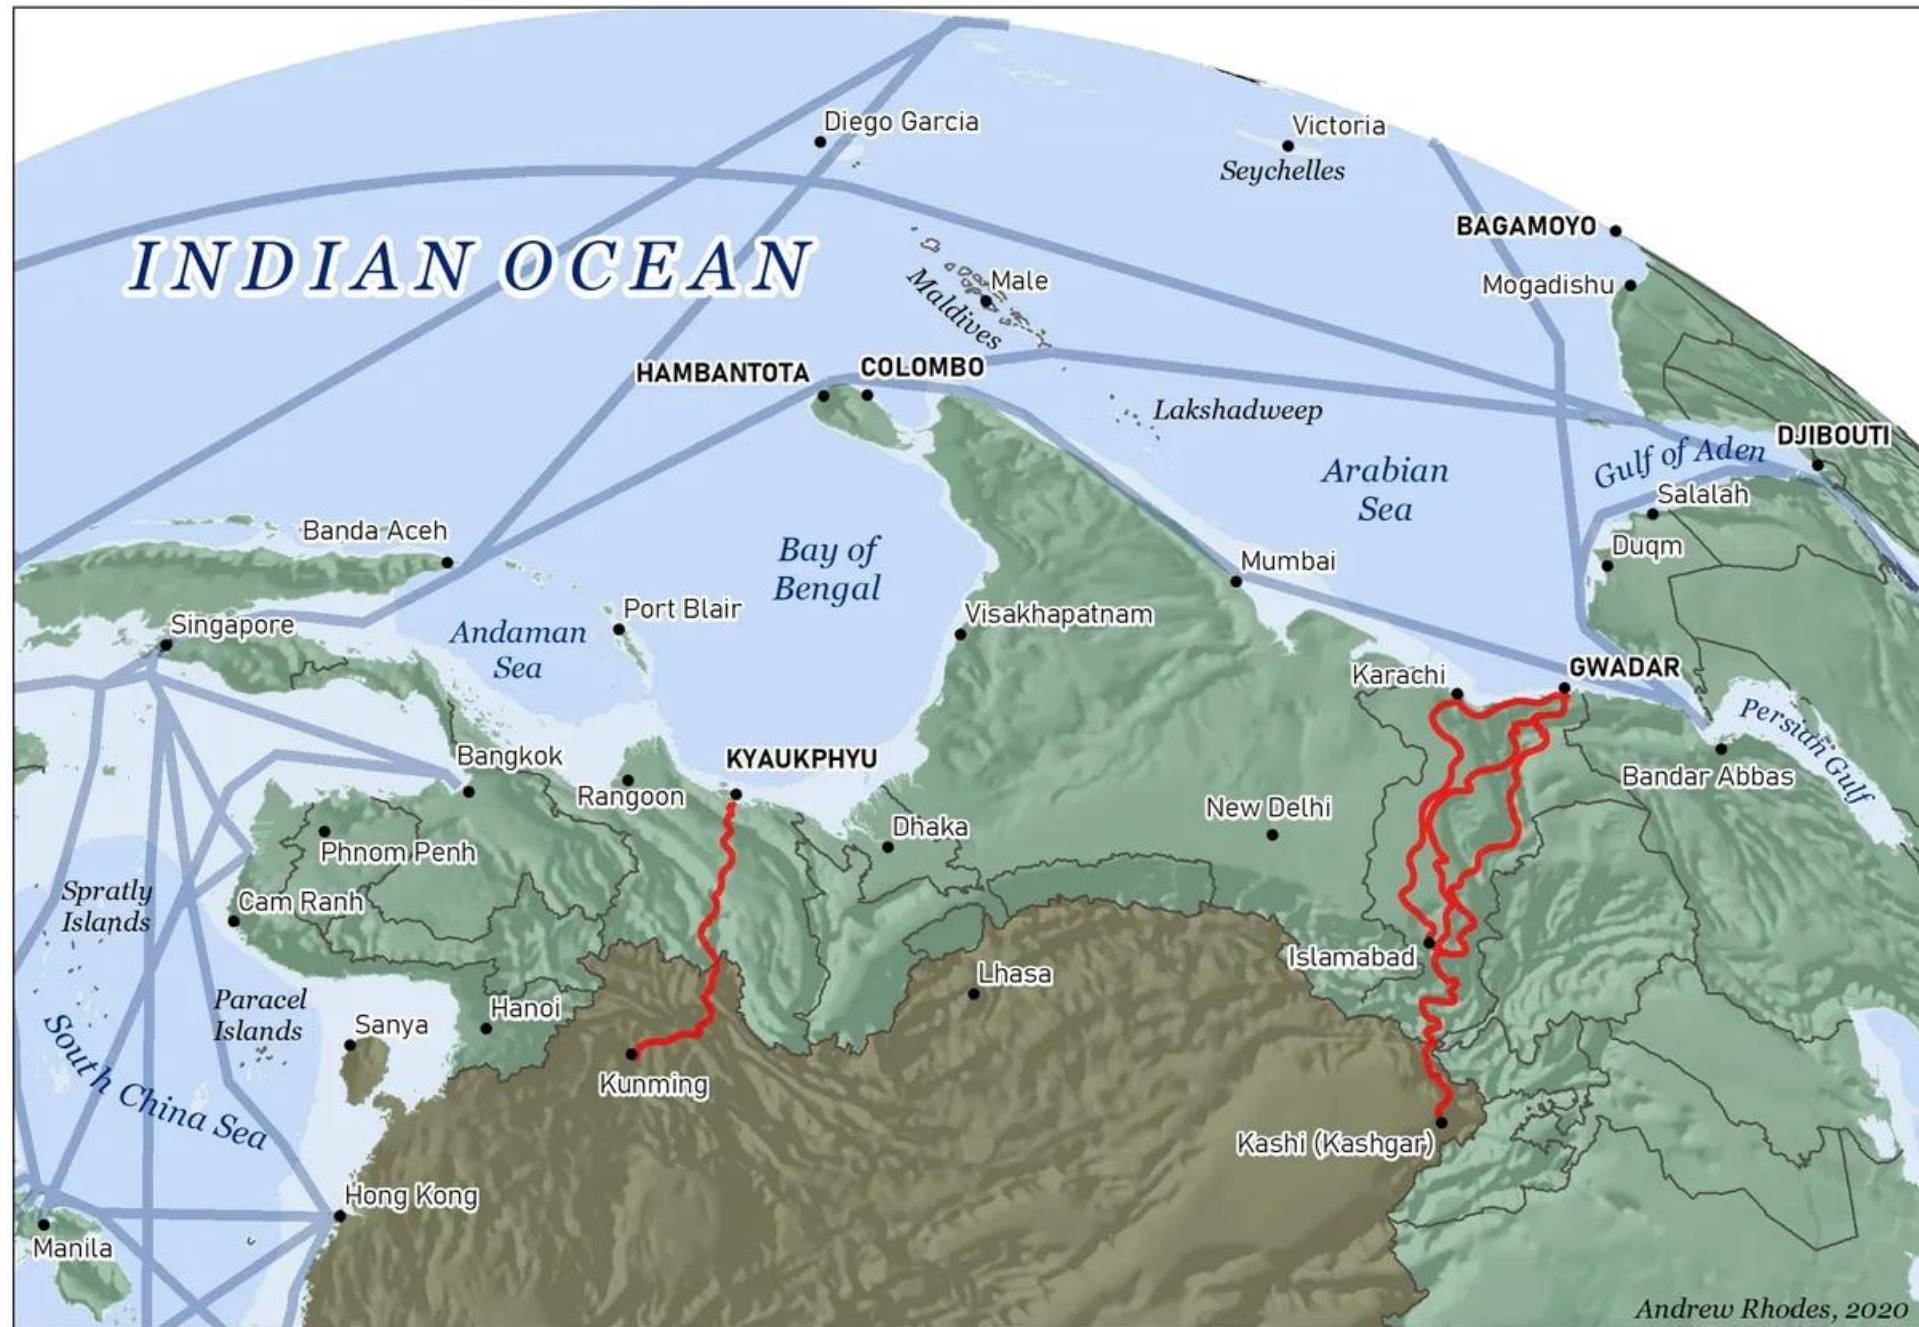 Diego Garcia
Victoria
Seychelles
BAGAMOYO
INDIAN OCEAN
Male
Maldives
Mogadishu
HAMBANTOTA
COLOMBO
Lakshadweep
DJIBOUTI
Gulf of Aden
Arabian
Sea
Salalah
Banda Aceh
Bay of
Bengal
Duqm
Mumbai
Singapore
Andaman
Sea
Port Blair
Visakhapatnam
Karachi
GWADAR
Persian Gulf
Bangkok
KYAUKPHYU
Rangoon
Bandar Abbas
New Delhi
Dhaka
Phnom Penh
Spratly
Islands
Cam Ranh
Islamabad
Lhasa
Paracel
Islands
Hanoi
Sanya
South China Sea
Kunming
Kashi (Kashgar)
Hong Kong
Manila
Andrew Rhodes, 2020